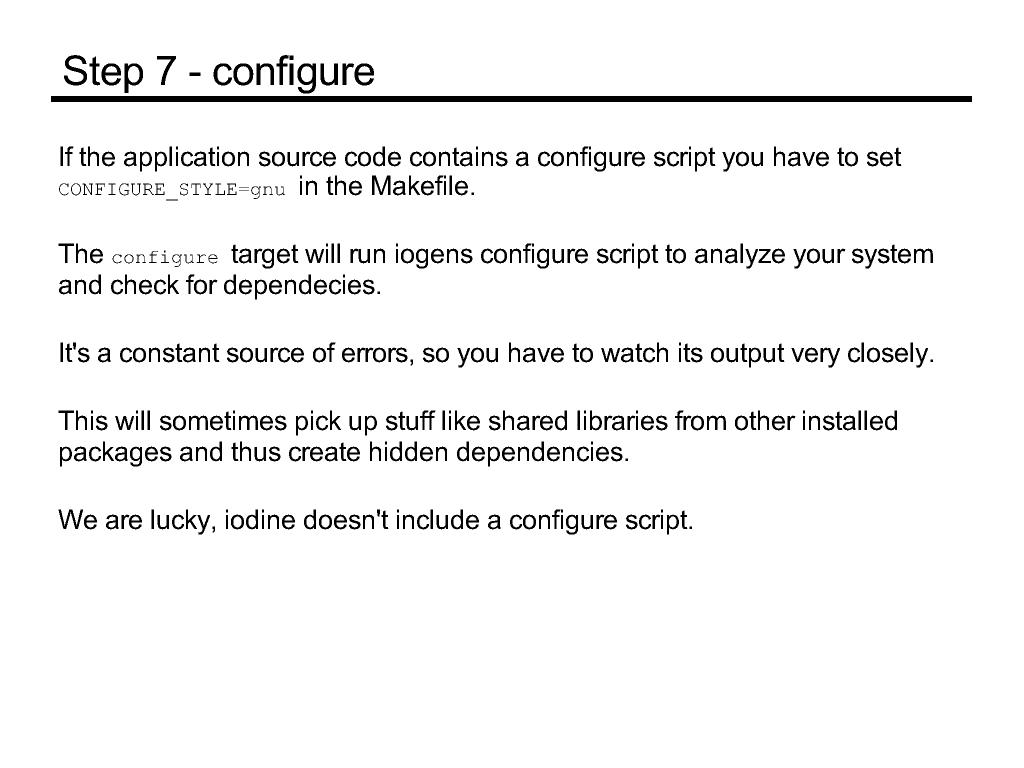 Step 7 - configure
If the application source code contains a configure script you have to set
CONFIGURE_STYLE=gnu in the Makefile.
The configure target will run iogens configure script to analyze your system
and check for dependecies.
It's a constant source of errors, so you have to watch its output very closely.
This will sometimes pick up stuff like shared libraries from other installed
packages and thus create hidden dependencies.
We are lucky, iodine doesn't include a configure script.